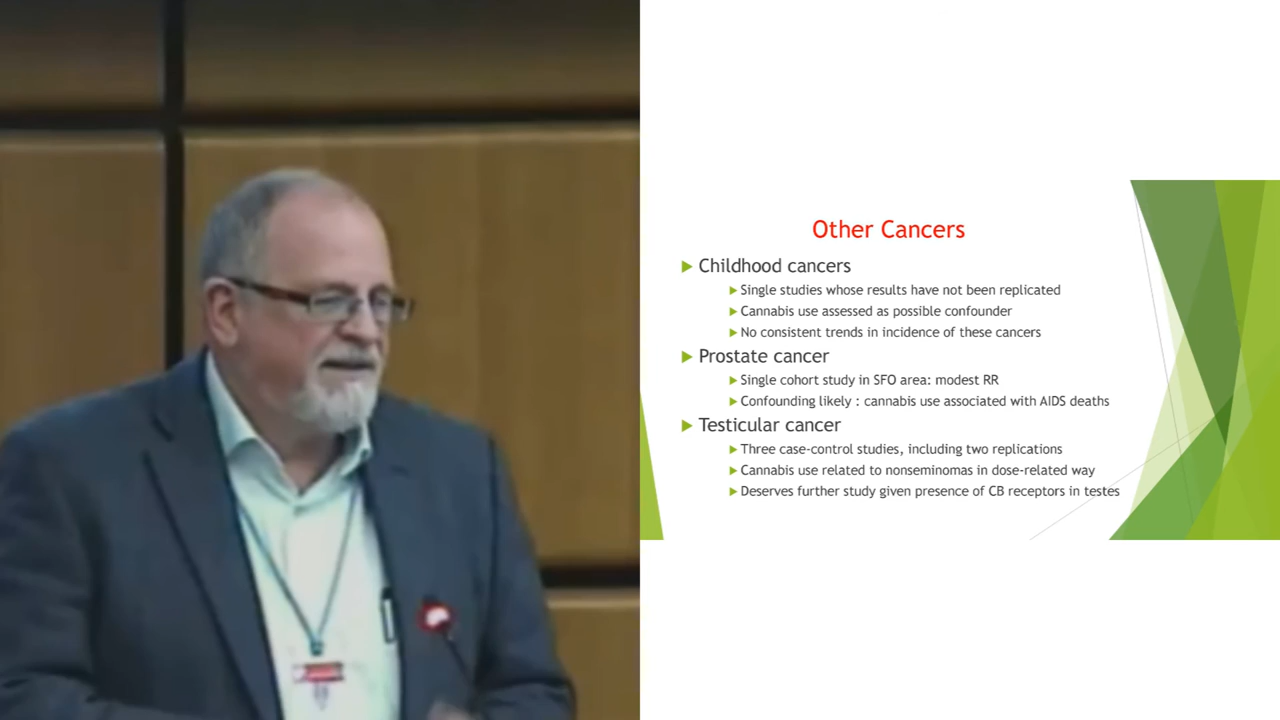 Other Cancers
Childhood cancers
Single studies whose results have not been replicated
Cannabis use assessed as possible confounder
No consistent trends in incidence of these cancers
Prostate cancer
Single cohort study in SFO area: modest RR
Confounding likely : cannabis use associated with AIDS deaths
Testicular cancer
Three case-control studies, including two replications
Cannabis use related to nonseminomas in dose-related way
Deserves further study given presence of CB receptors in testes